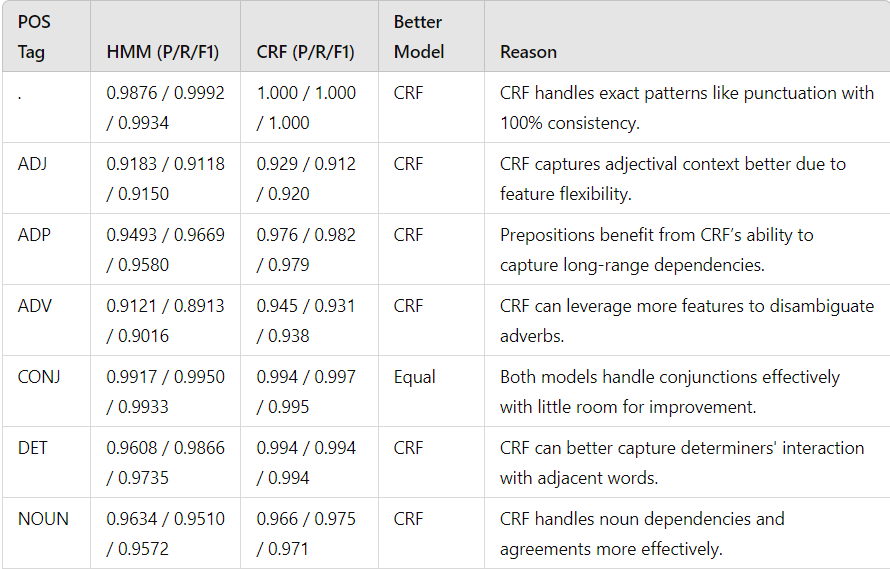 POS Tag HMM (P/R/F1) CRF (P/R/F1) Better Model Reason
. 0.9876 / 0.9992 / 0.9934 1.000 / 1.000 / 1.000 CRF CRF handles exact patterns like punctuation with 100% consistency.
ADJ 0.9183 / 0.9118 / 0.9150 0.929 / 0.912 / 0.920 CRF CRF captures adjectival context better due to feature flexibility.
ADP 0.9493 / 0.9669 / 0.9580 0.976 / 0.982 / 0.979 CRF Prepositions benefit from CRF’s ability to capture long-range dependencies.
ADV 0.9121 / 0.8913 / 0.9016 0.945 / 0.931 / 0.938 CRF CRF can leverage more features to disambiguate adverbs.
CONJ 0.9917 / 0.9950 / 0.9933 0.994 / 0.997 / 0.995 Equal Both models handle conjunctions effectively with little room for improvement.
DET 0.9608 / 0.9866 / 0.9735 0.994 / 0.994 / 0.994 CRF CRF can better capture determiners' interaction with adjacent words.
NOUN 0.9634 / 0.9510 / 0.9572 0.966 / 0.975 / 0.971 CRF CRF handles noun dependencies and agreements more effectively.